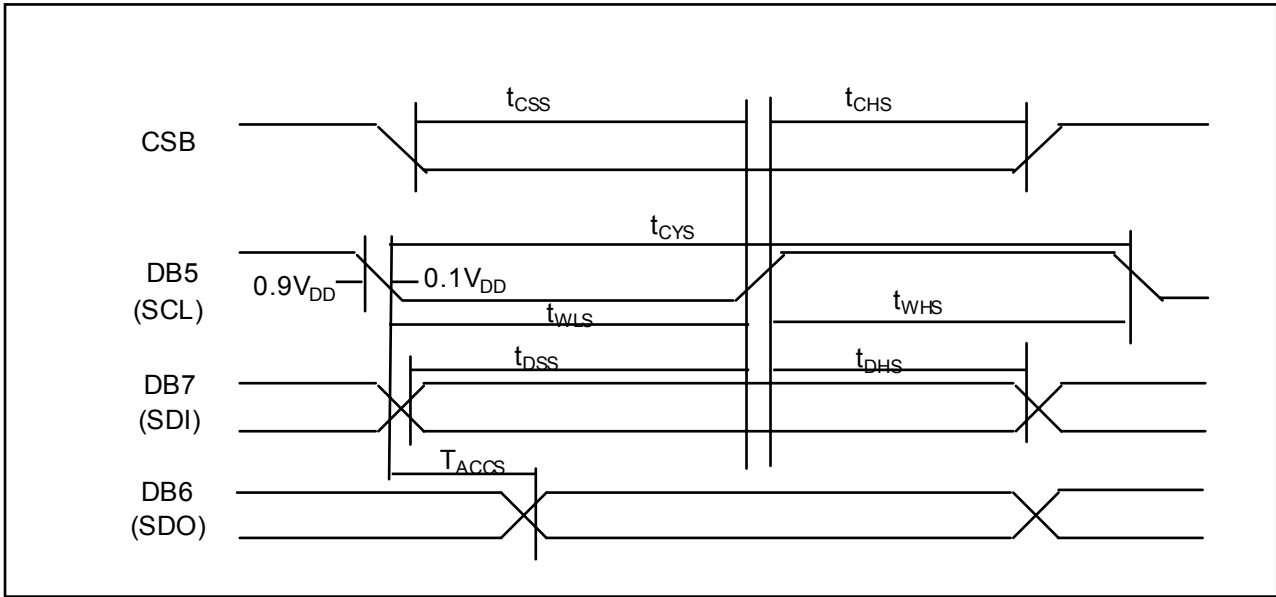 tCSS
tCHS
CSB
tCYS
DB5
(SCL)
0.9VDD
0.1VDD
tWLS
tWHS
tDSS
tDHS
DB7
(SDI)
TACCS
DB6
(SDO)